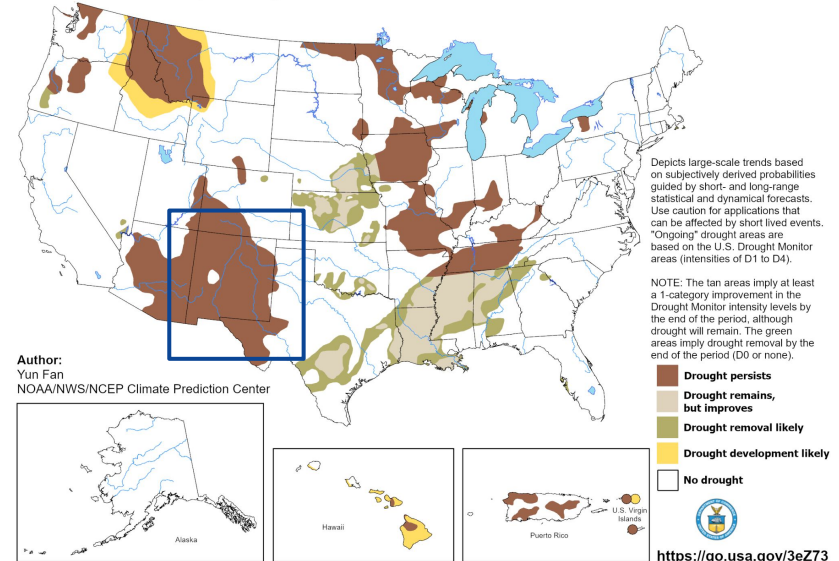 Depicts large-scale trends based
on subjectively derived probabilities
guided by short- and long-range
statistical and dynamical forecasts.
Use caution for applications that
can be affected by short lived events.
"Ongoing" drought areas are
based on the U.S. Drought Monitor
areas (intensities of D1 to D4).
NOTE: The tan areas imply at least
a 1-category improvement in the
Drought Monitor intensity levels by
the end of the period, although
drought will remain. The green
areas imply drought removal by the
end of the period (D0 or none).
Author:
Yun Fan
NOAA/NWS/NCEP Climate Prediction Center
Drought persists
Drought remains,
but improves
Drought removal likely
Drought development likely
No drought
Alaska
Hawaii
Puerto Rico
U.S. Virgin
Islands
https://go.usa.gov/3eZ73